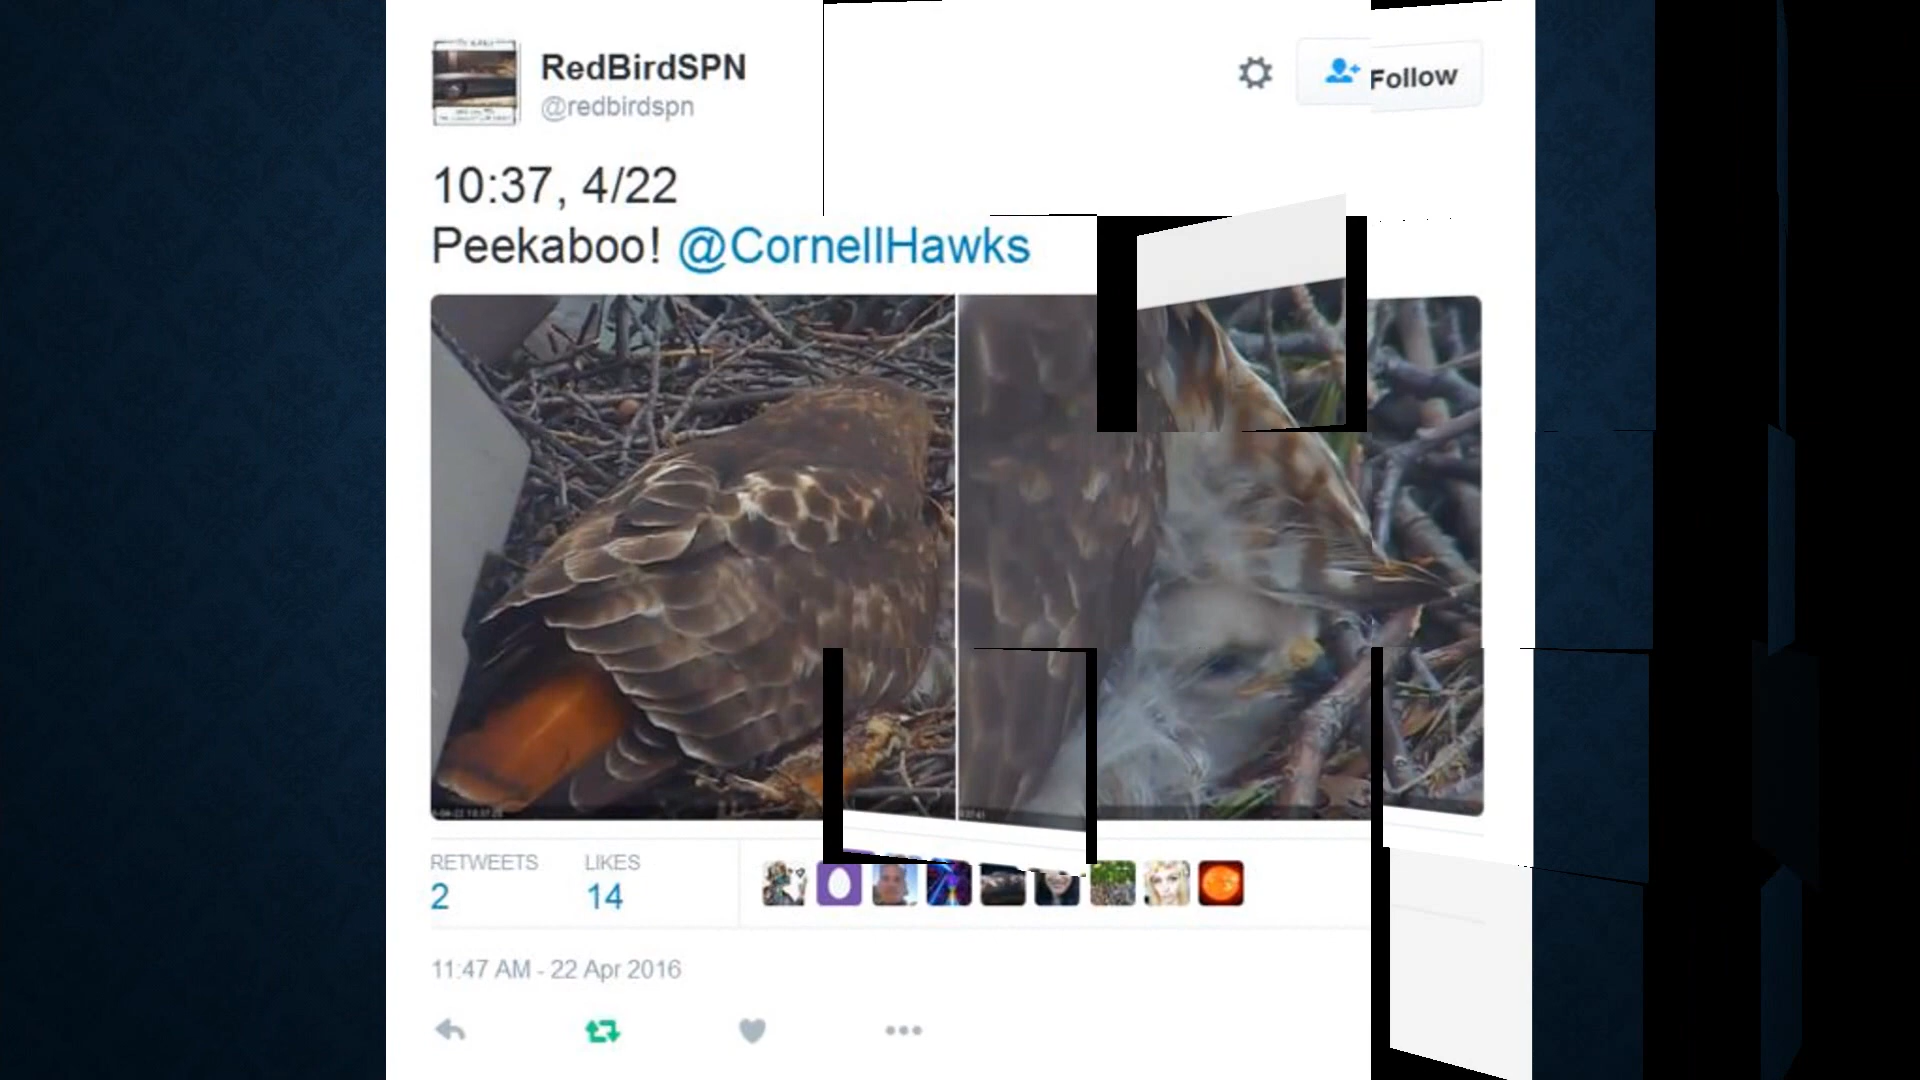 RedBirdSPN
@redbirdspn
Follow
10:37, 4/22
Peekaboo! @CornellHawks
RETWEETS
LIKES
2
14
11:47 AM - 22 Apr 2016